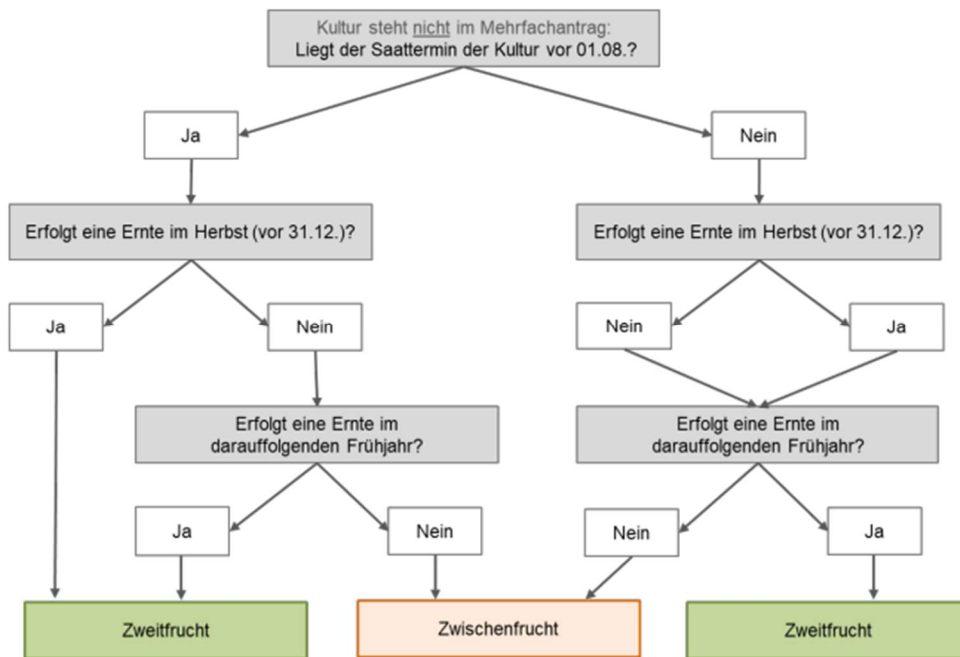 Kultur steht nicht im Mehrfachantrag:
Liegt der Saattermin der Kultur vor 01.08.?
Ja
Nein
Erfolgt eine Ernte im Herbst (vor 31.12.)?
Erfolgt eine Ernte im Herbst (vor 31.12.)?
Ja
Nein
Nein
Ja
Erfolgt eine Ernte im
darauffolgenden Frühjahr?
Erfolgt eine Ernte im
darauffolgenden Frühjahr?
Ja
Nein
Nein
Ja
Zweitfrucht
Zwischenfrucht
Zweitfrucht